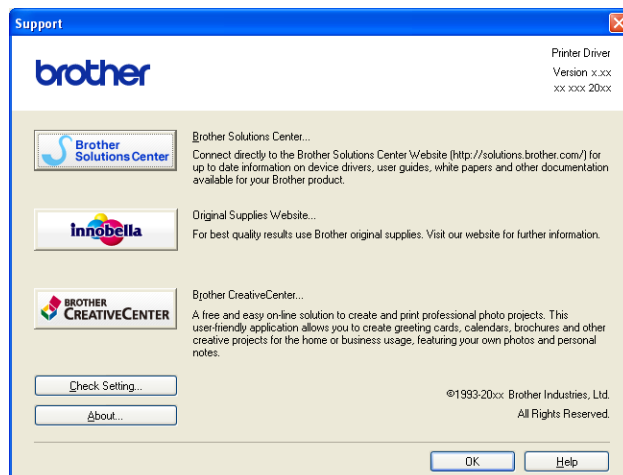 Support
brother
Printer Driver
Version x.xx
xx xxx 20xx
Brother
Solutions Center
Brother Solutions Center...
Connect directly to the Brother Solutions Center Website (http://solutions.brother.com/) for
up to date information on device drivers, user guides, white papers and other documentation
available for your Brother product.
innobella
Original Supplies Website...
For best quality results use Brother original supplies. Visit our website for further information.
BROTHER
CREATIVECENTER
Brother CreativeCenter...
A free and easy on-line solution to create and print professional photo projects. This
user-friendly application allows you to create greeting cards, calendars, brochures and other
creative projects for the home or business usage, featuring your own photos and personal
notes.
Check Setting...
About...
©1993-20xx Brother Industries, Ltd.
All Rights Reserved.
OK
Help